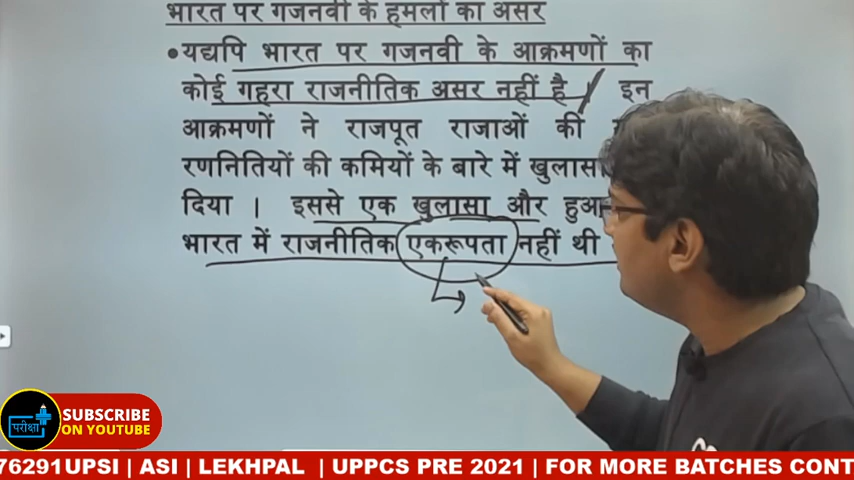 भारत पर गजनवी के हमलों का असर
•यद्यपि भारत पर गजनवी के आक्रमणों का
कोई गहरा राजनीतिक असर नहीं है इन
आक्रमणों ने राजपूत राजाओं की
रणनितियों की कमियों के बारे में खुलासा
दिया । इससे एक खुलासा और हुआ
भारत में राजनीतिक एकरूपता नहीं थी
परीक्षा
SUBSCRIBE
ON YOUTUBE
76291UPSI | ASI | LEKHPAL | UPPCS PRE 2021 | FOR MORE BATCHES CONT